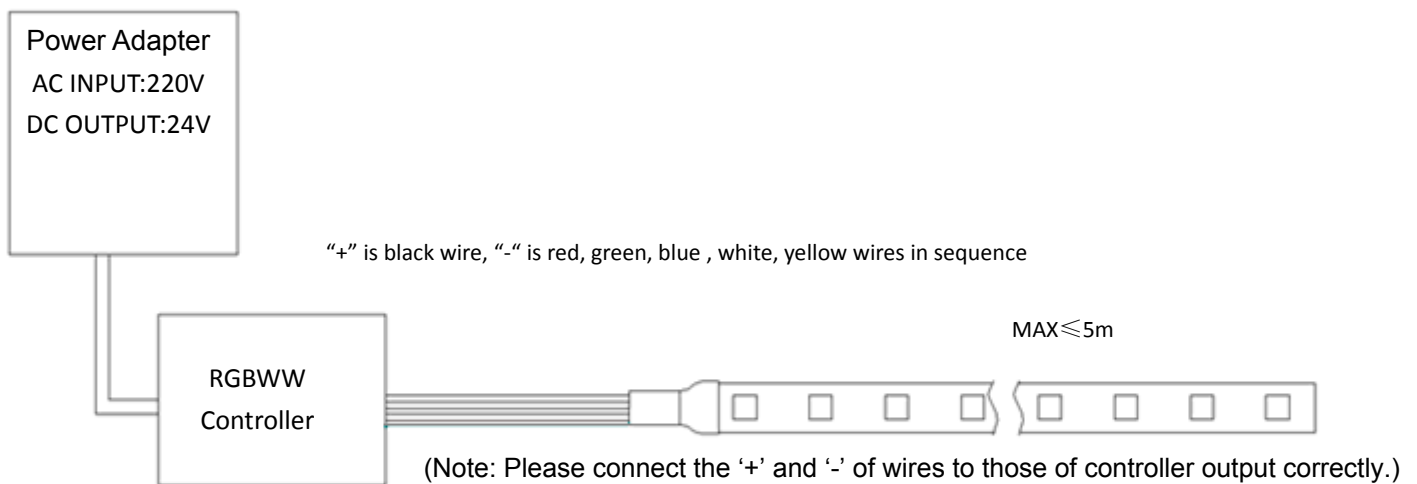 Power Adapter
AC INPUT:220V
DC OUTPUT:24V
“+” is black wire, “-“ is red, green, blue , white, yellow wires in sequence
MAX≤5m
RGBWW
Controller
(Note: Please connect the ‘+’ and ‘-’ of wires to those of controller output correctly.)